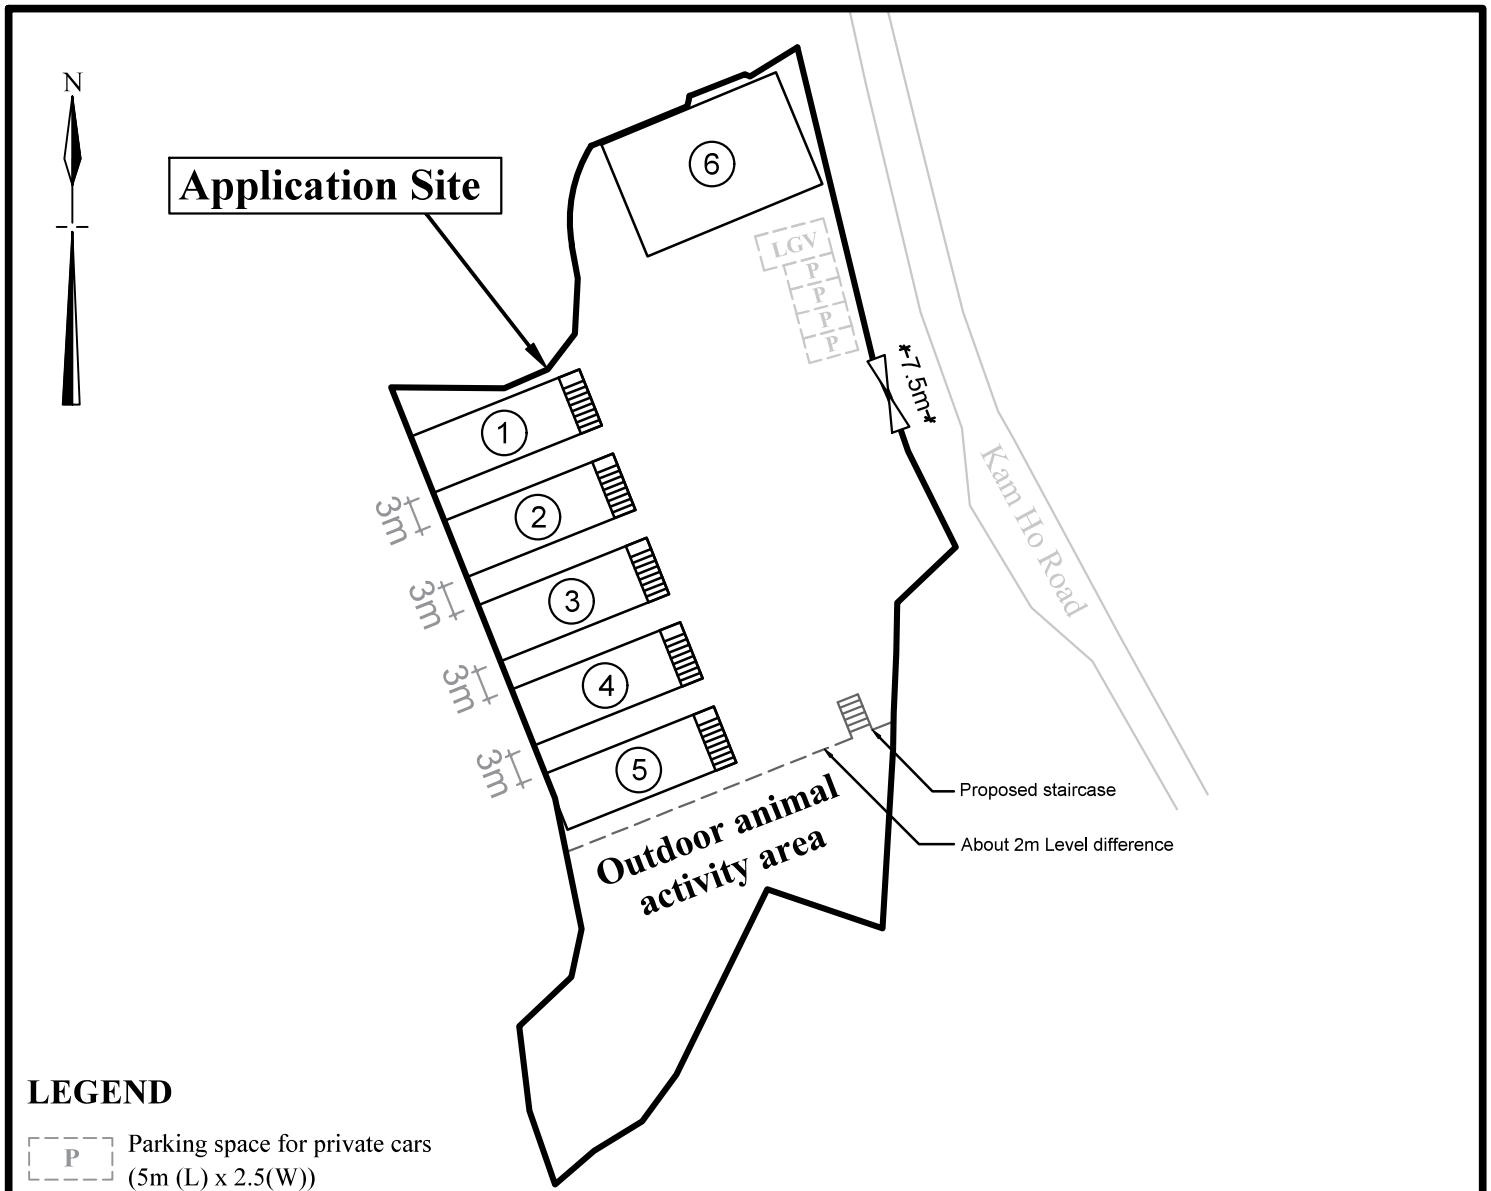 N
Application Site
6
LGV
P
P
P
P
7.5m
1
2
3m
3
3m
Kam Ho Road
4
3m
5
3m
Proposed staircase
Outdoor animal
activity area
About 2m Level difference
LEGEND
P
Parking space for private cars
(5m (L) x 2.5(W))